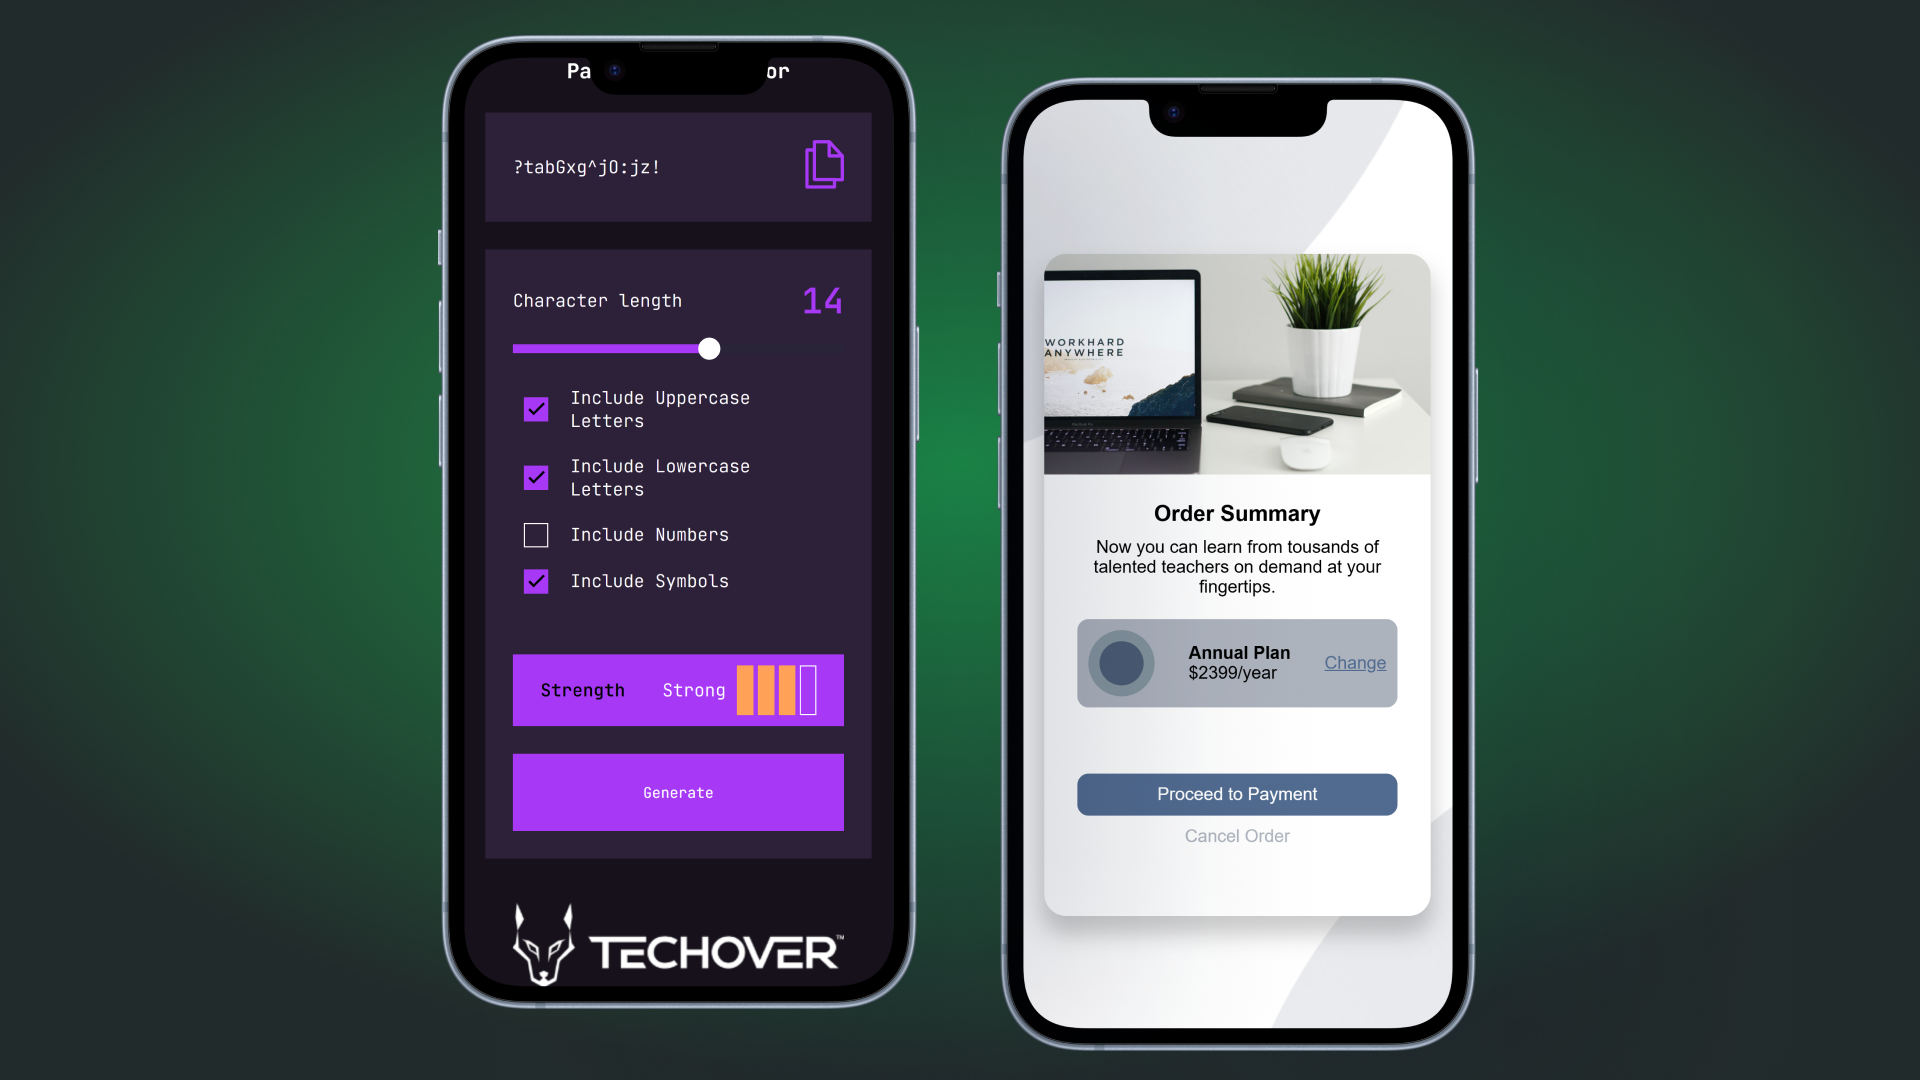 Pa or
?tabGxg^jO:jz!
Character length
14
Include Uppercase
Letters
Include Lowercase
Letters
Include Numbers
Include Symbols
Strength Strong
Generate
TECHOVER™
WORKHARD
ANYWHERE
Order Summary
Now you can learn from tousands of
talented teachers on demand at your
fingertips.
Annual Plan
$2399/year
Change
Proceed to Payment
Cancel Order